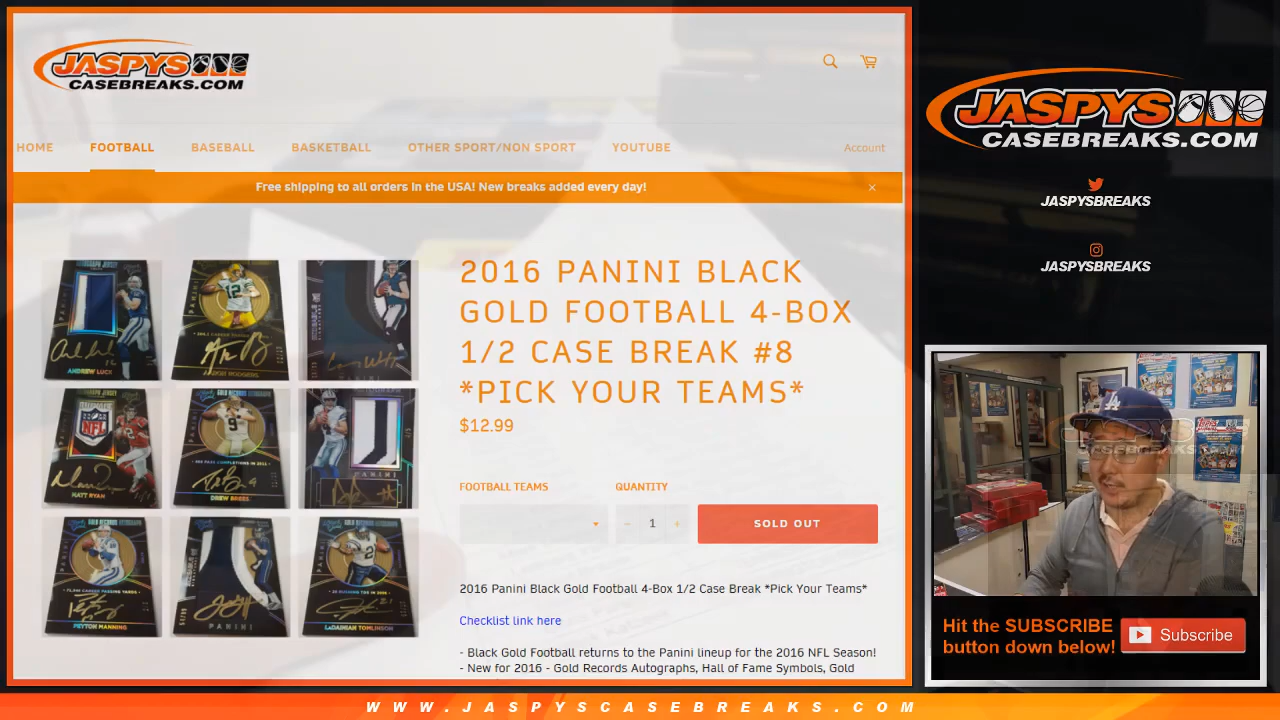 JASPYS
CASEBREAKS.COM
HOME
FOOTBALL
BASEBALL
BASKETBALL
OTHER SPORT/NON SPORT
YOUTUBE
Account
Free shipping to all orders in the USA! New breaks added every day!
2016 PANINI BLACK
GOLD FOOTBALL 4-BOX
1/2 CASE BREAK #8
*PICK YOUR TEAMS*
$12.99
FOOTBALL TEAMS
QUANTITY
1
SOLD OUT
2016 Panini Black Gold Football 4-Box 1/2 Case Break *Pick Your Teams*
Checklist link here
- Black Gold Football returns to the Panini lineup for the 2016 NFL Season!
- New for 2016 - Gold Records Autographs, Hall of Fame Symbols, Gold
ANDREW LUCK
AARON RODGERS
MATT RYAN
DREW BREES
PANINI
PEYTON MANNING
PANINI
LaDAINIAN TOMLINSON
NFL
JASPYS
CASEBREAKS.COM
JASPYSBREAKS
JASPYSBREAKS
Hit the SUBSCRIBE
button down below!
Subscribe
WWW.JASPYSCASEBREAKS.COM